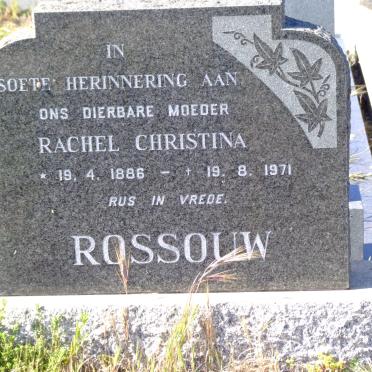 IN
SOETE HERINNERING AAN
ONS DIERBARE MOEDER
RACHEL CHRISTINA
* 19. 4. 1886 — + 19. 8. 1971
RUS IN VREDE.
ROSSOUW